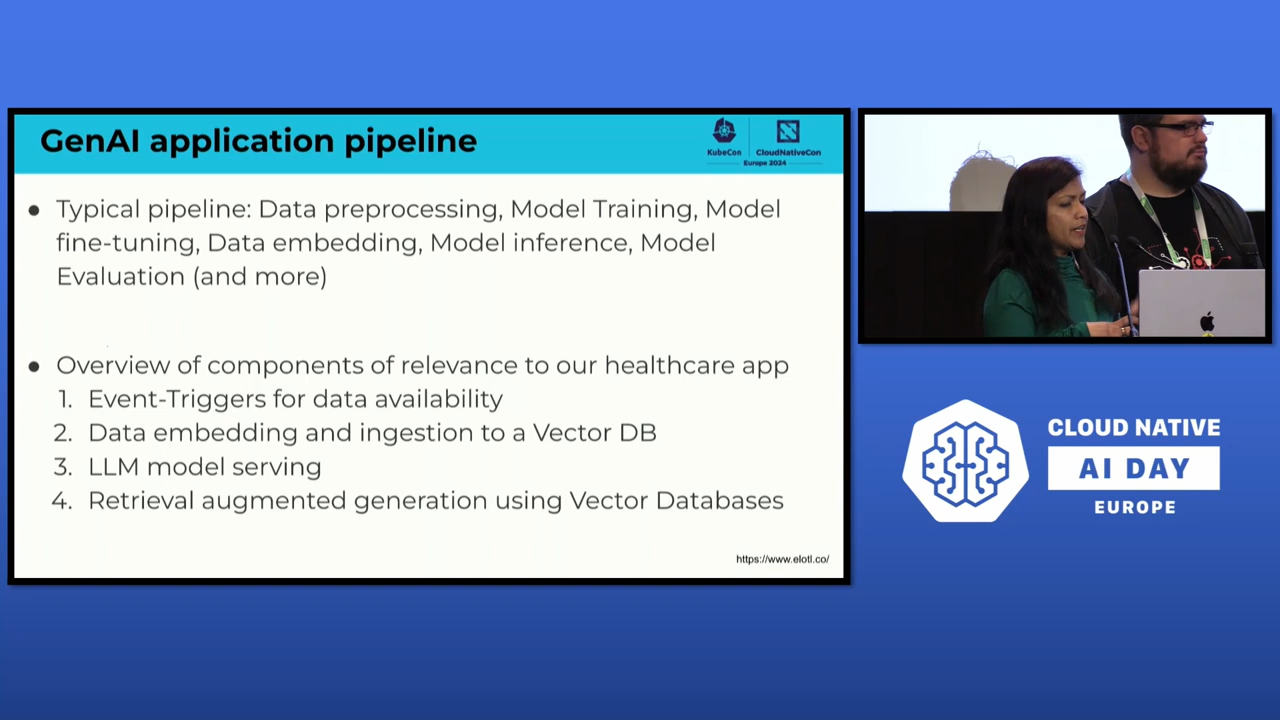 GenAI application pipeline
KubeCon
CloudNativeCon
Europe 2024
● Typical pipeline: Data preprocessing, Model Training, Model
fine-tuning, Data embedding, Model inference, Model
Evaluation (and more)
● Overview of components of relevance to our healthcare app
1. Event-Triggers for data availability
2. Data embedding and ingestion to a Vector DB
3. LLM model serving
4. Retrieval augmented generation using Vector Databases
https://www.elotl.co/
CLOUD NATIVE
AI DAY
EUROPE